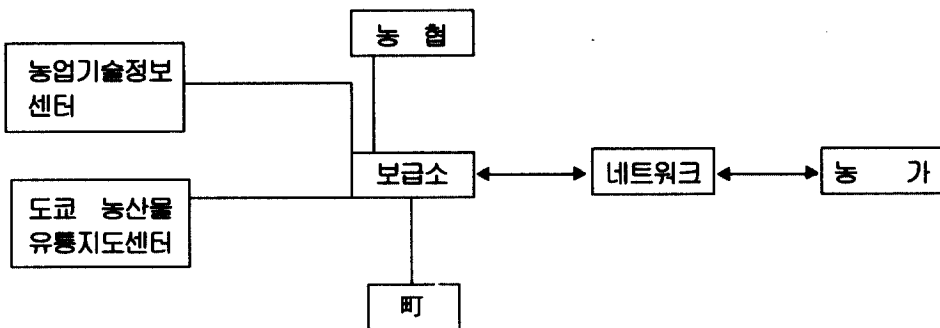 농 협
농업기술정보
센터
보급소
네트워크
농 가
도쿄 농산물
유통지도센터
町